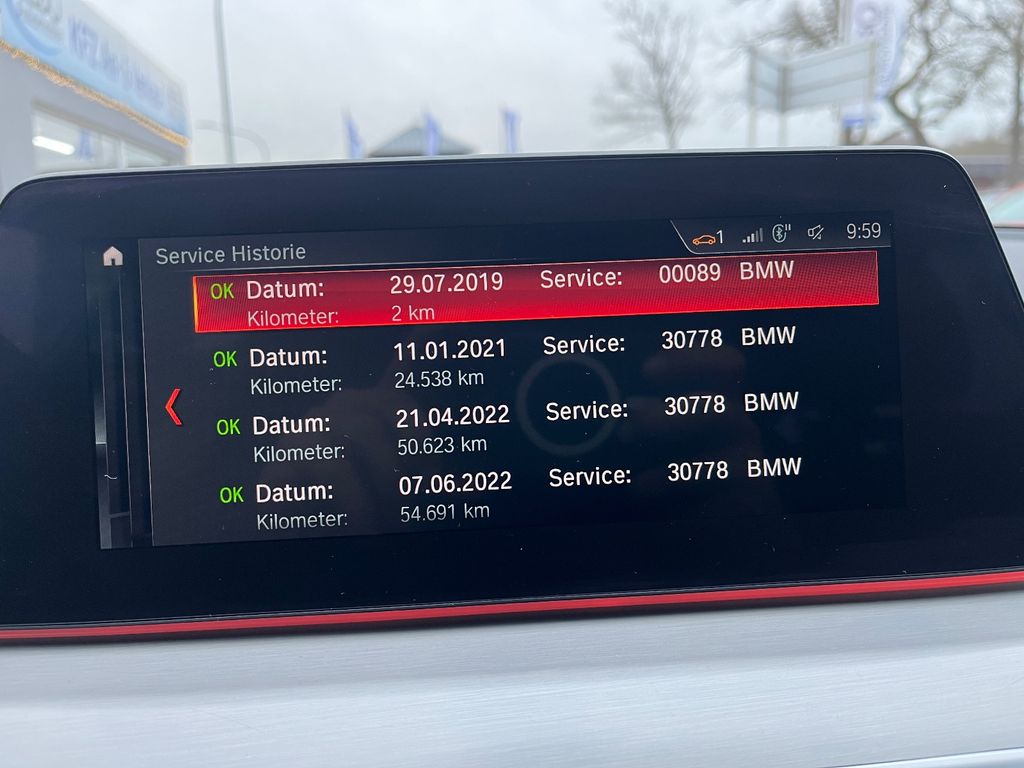 Service Historie
1 9:59
OK Datum: 29.07.2019 Service: 00089 BMW
Kilometer: 2 km
OK Datum: 11.01.2021 Service: 30778 BMW
Kilometer: 24.538 km
OK Datum: 21.04.2022 Service: 30778 BMW
Kilometer: 50.623 km
OK Datum: 07.06.2022 Service: 30778 BMW
Kilometer: 54.691 km